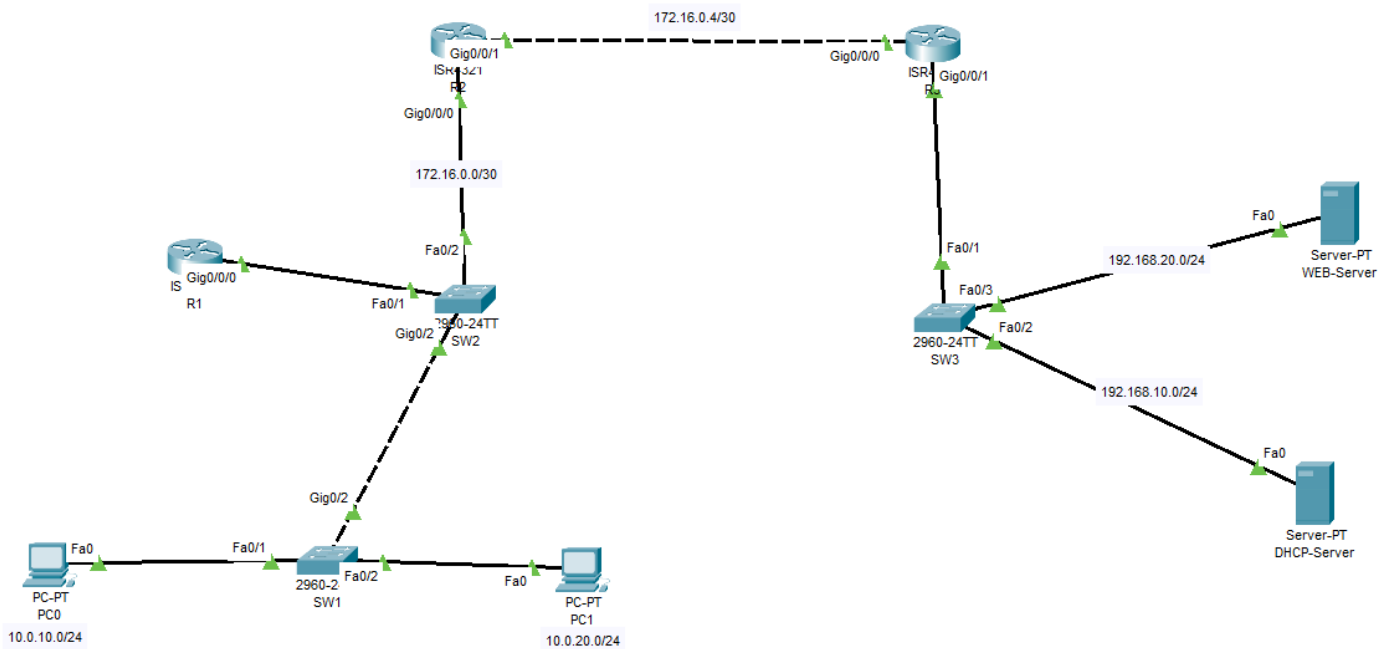 172.16.0.4/30
Gig0/0/1
ISR4321
R2
Gig0/0/0
Gig0/0/0
Gig0/0/1
172.16.0.0/30
Fa0/2
Gig0/0/0
R1
Fa0/1
Gig0/2
SW2
Fa0/1
Fa0/3
Fa0/2
2960-24TT
SW3
192.168.20.0/24
Fa0
Server-PT
WEB-Server
192.168.10.0/24
Fa0
Server-PT
DHCP-Server
Gig0/2
Fa0
Fa0/1
Fa0/2
Fa0
SW1
PC-PT
PC0
10.0.10.0/24
PC-PT
PC1
10.0.20.0/24